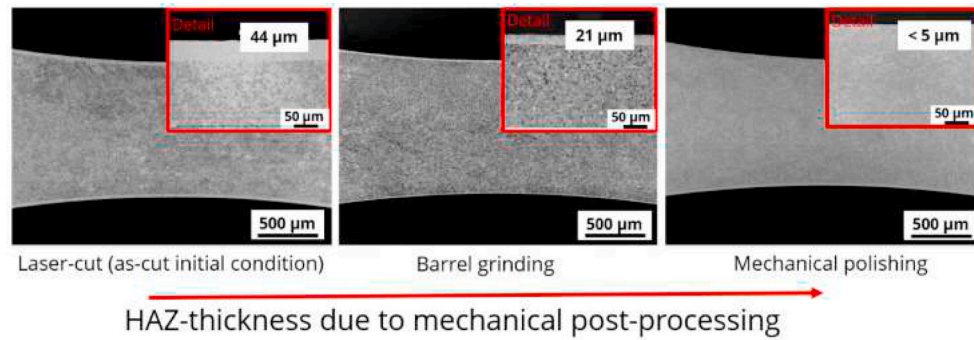 Detail
44 µm
50 µm
500 µm
Detail
21 µm
50 µm
500 µm
Detail
< 5 µm
50 µm
500 µm
Laser-cut (as-cut initial condition)
Barrel grinding
Mechanical polishing
HAZ-thickness due to mechanical post-processing